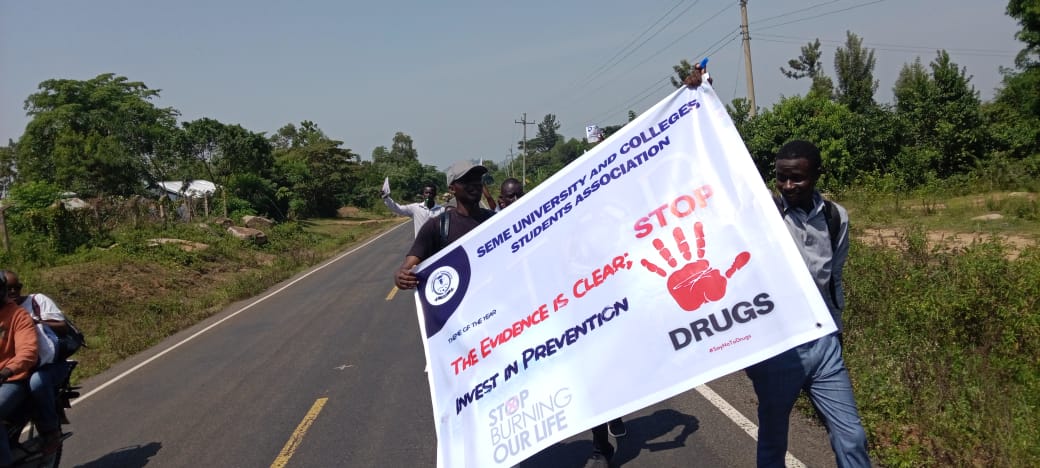 SEME UNIVERSITY AND COLLEGES
STUDENTS ASSOCIATION
THEME OF THE YEAR
THE EVIDENCE IS CLEAR;
INVEST IN PREVENTION
STOP
BURNING
OUR LIFE
STOP
DRUGS
#SayNoToDrugs